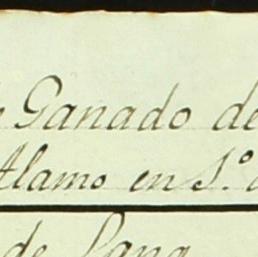 Ganado de
Alamo en S.º
de Lana